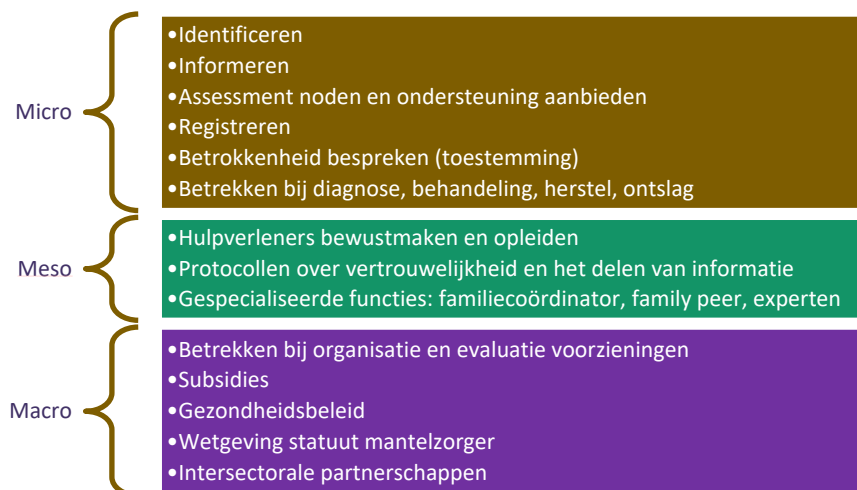 Micro
•Identificeren
•Informeren
•Assessment noden en ondersteuning aanbieden
•Registreren
•Betrokkenheid bespreken (toestemming)
•Betrekken bij diagnose, behandeling, herstel, ontslag
Meso
•Hulpverleners bewustmaken en opleiden
•Protocollen over vertrouwelijkheid en het delen van informatie
•Gespecialiseerde functies: familiecoördinator, family peer, experten
Macro
•Betrekken bij organisatie en evaluatie voorzieningen
•Subsidies
•Gezondheidsbeleid
•Wetgeving statuut mantelzorger
•Intersectorale partnerschappen